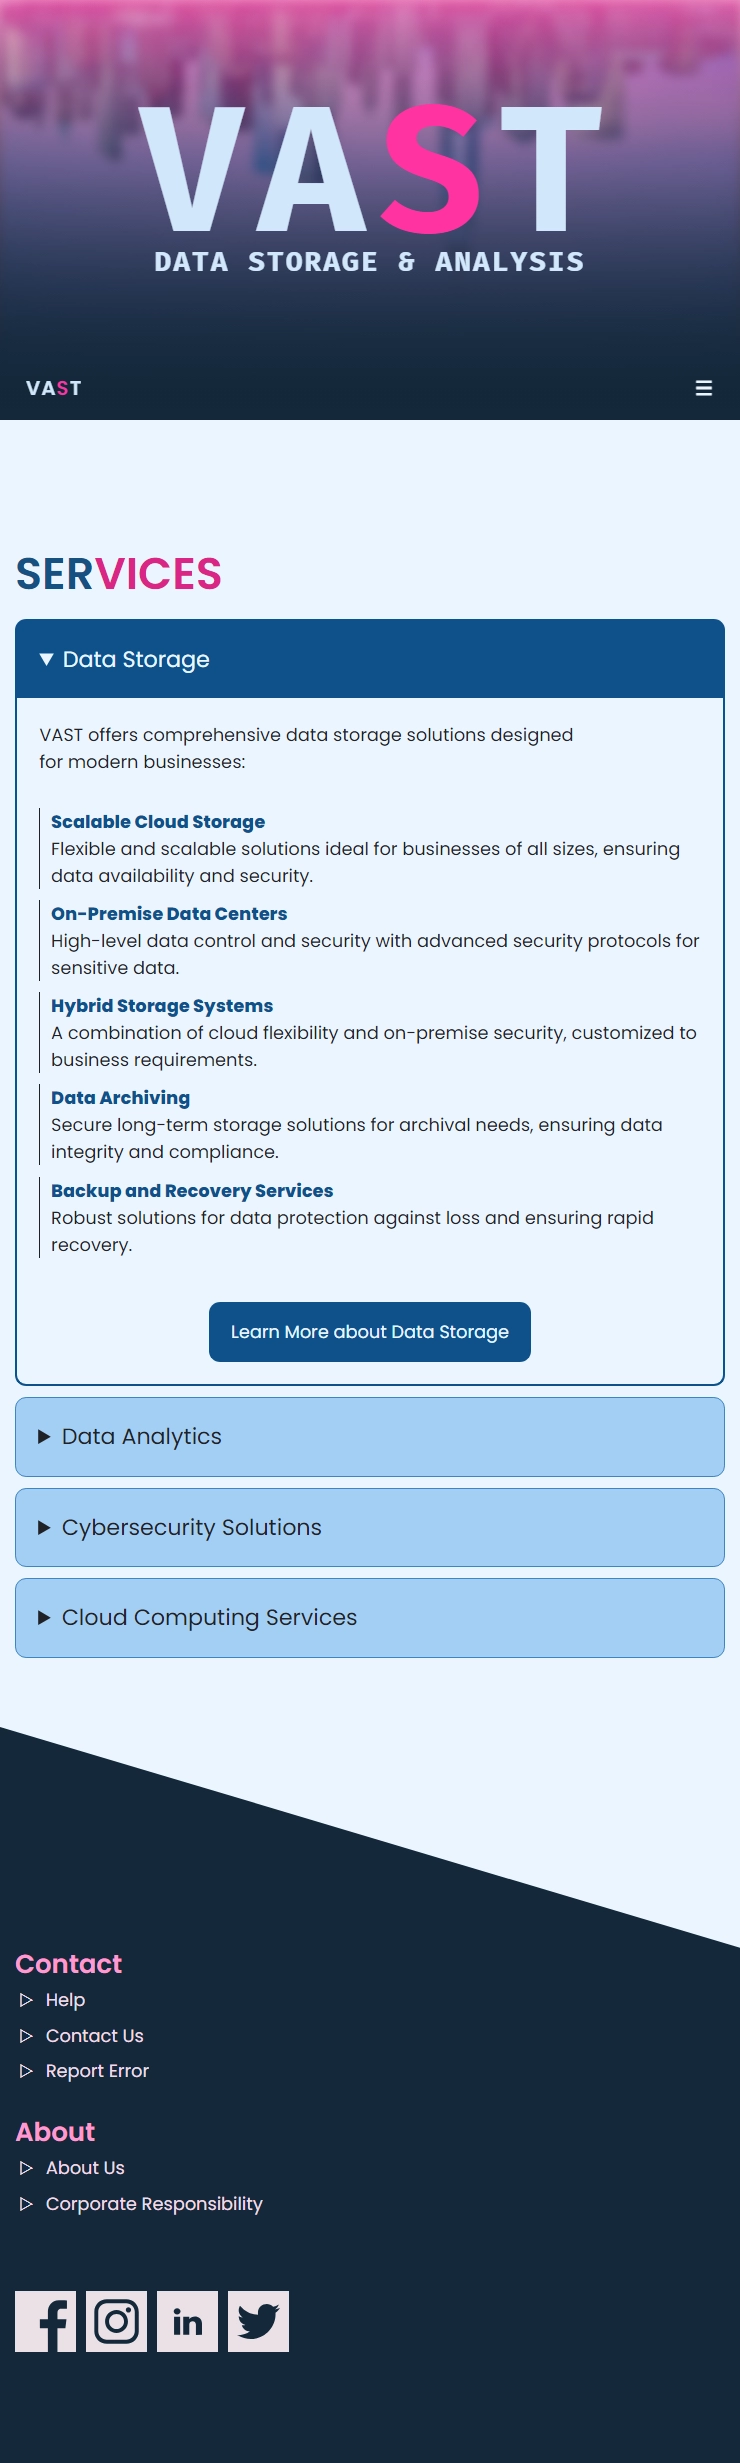 VAST
DATA STORAGE & ANALYSIS
VAST
SERVICES
Data Storage
VAST offers comprehensive data storage solutions designed
for modern businesses:
Scalable Cloud Storage
Flexible and scalable solutions ideal for businesses of all sizes, ensuring
data availability and security.
On-Premise Data Centers
High-level data control and security with advanced security protocols for
sensitive data.
Hybrid Storage Systems
A combination of cloud flexibility and on-premise security, customized to
business requirements.
Data Archiving
Secure long-term storage solutions for archival needs, ensuring data
integrity and compliance.
Backup and Recovery Services
Robust solutions for data protection against loss and ensuring rapid
recovery.
Learn More about Data Storage
Data Analytics
Cybersecurity Solutions
Cloud Computing Services
Contact
Help
Contact Us
Report Error
About
About Us
Corporate Responsibility